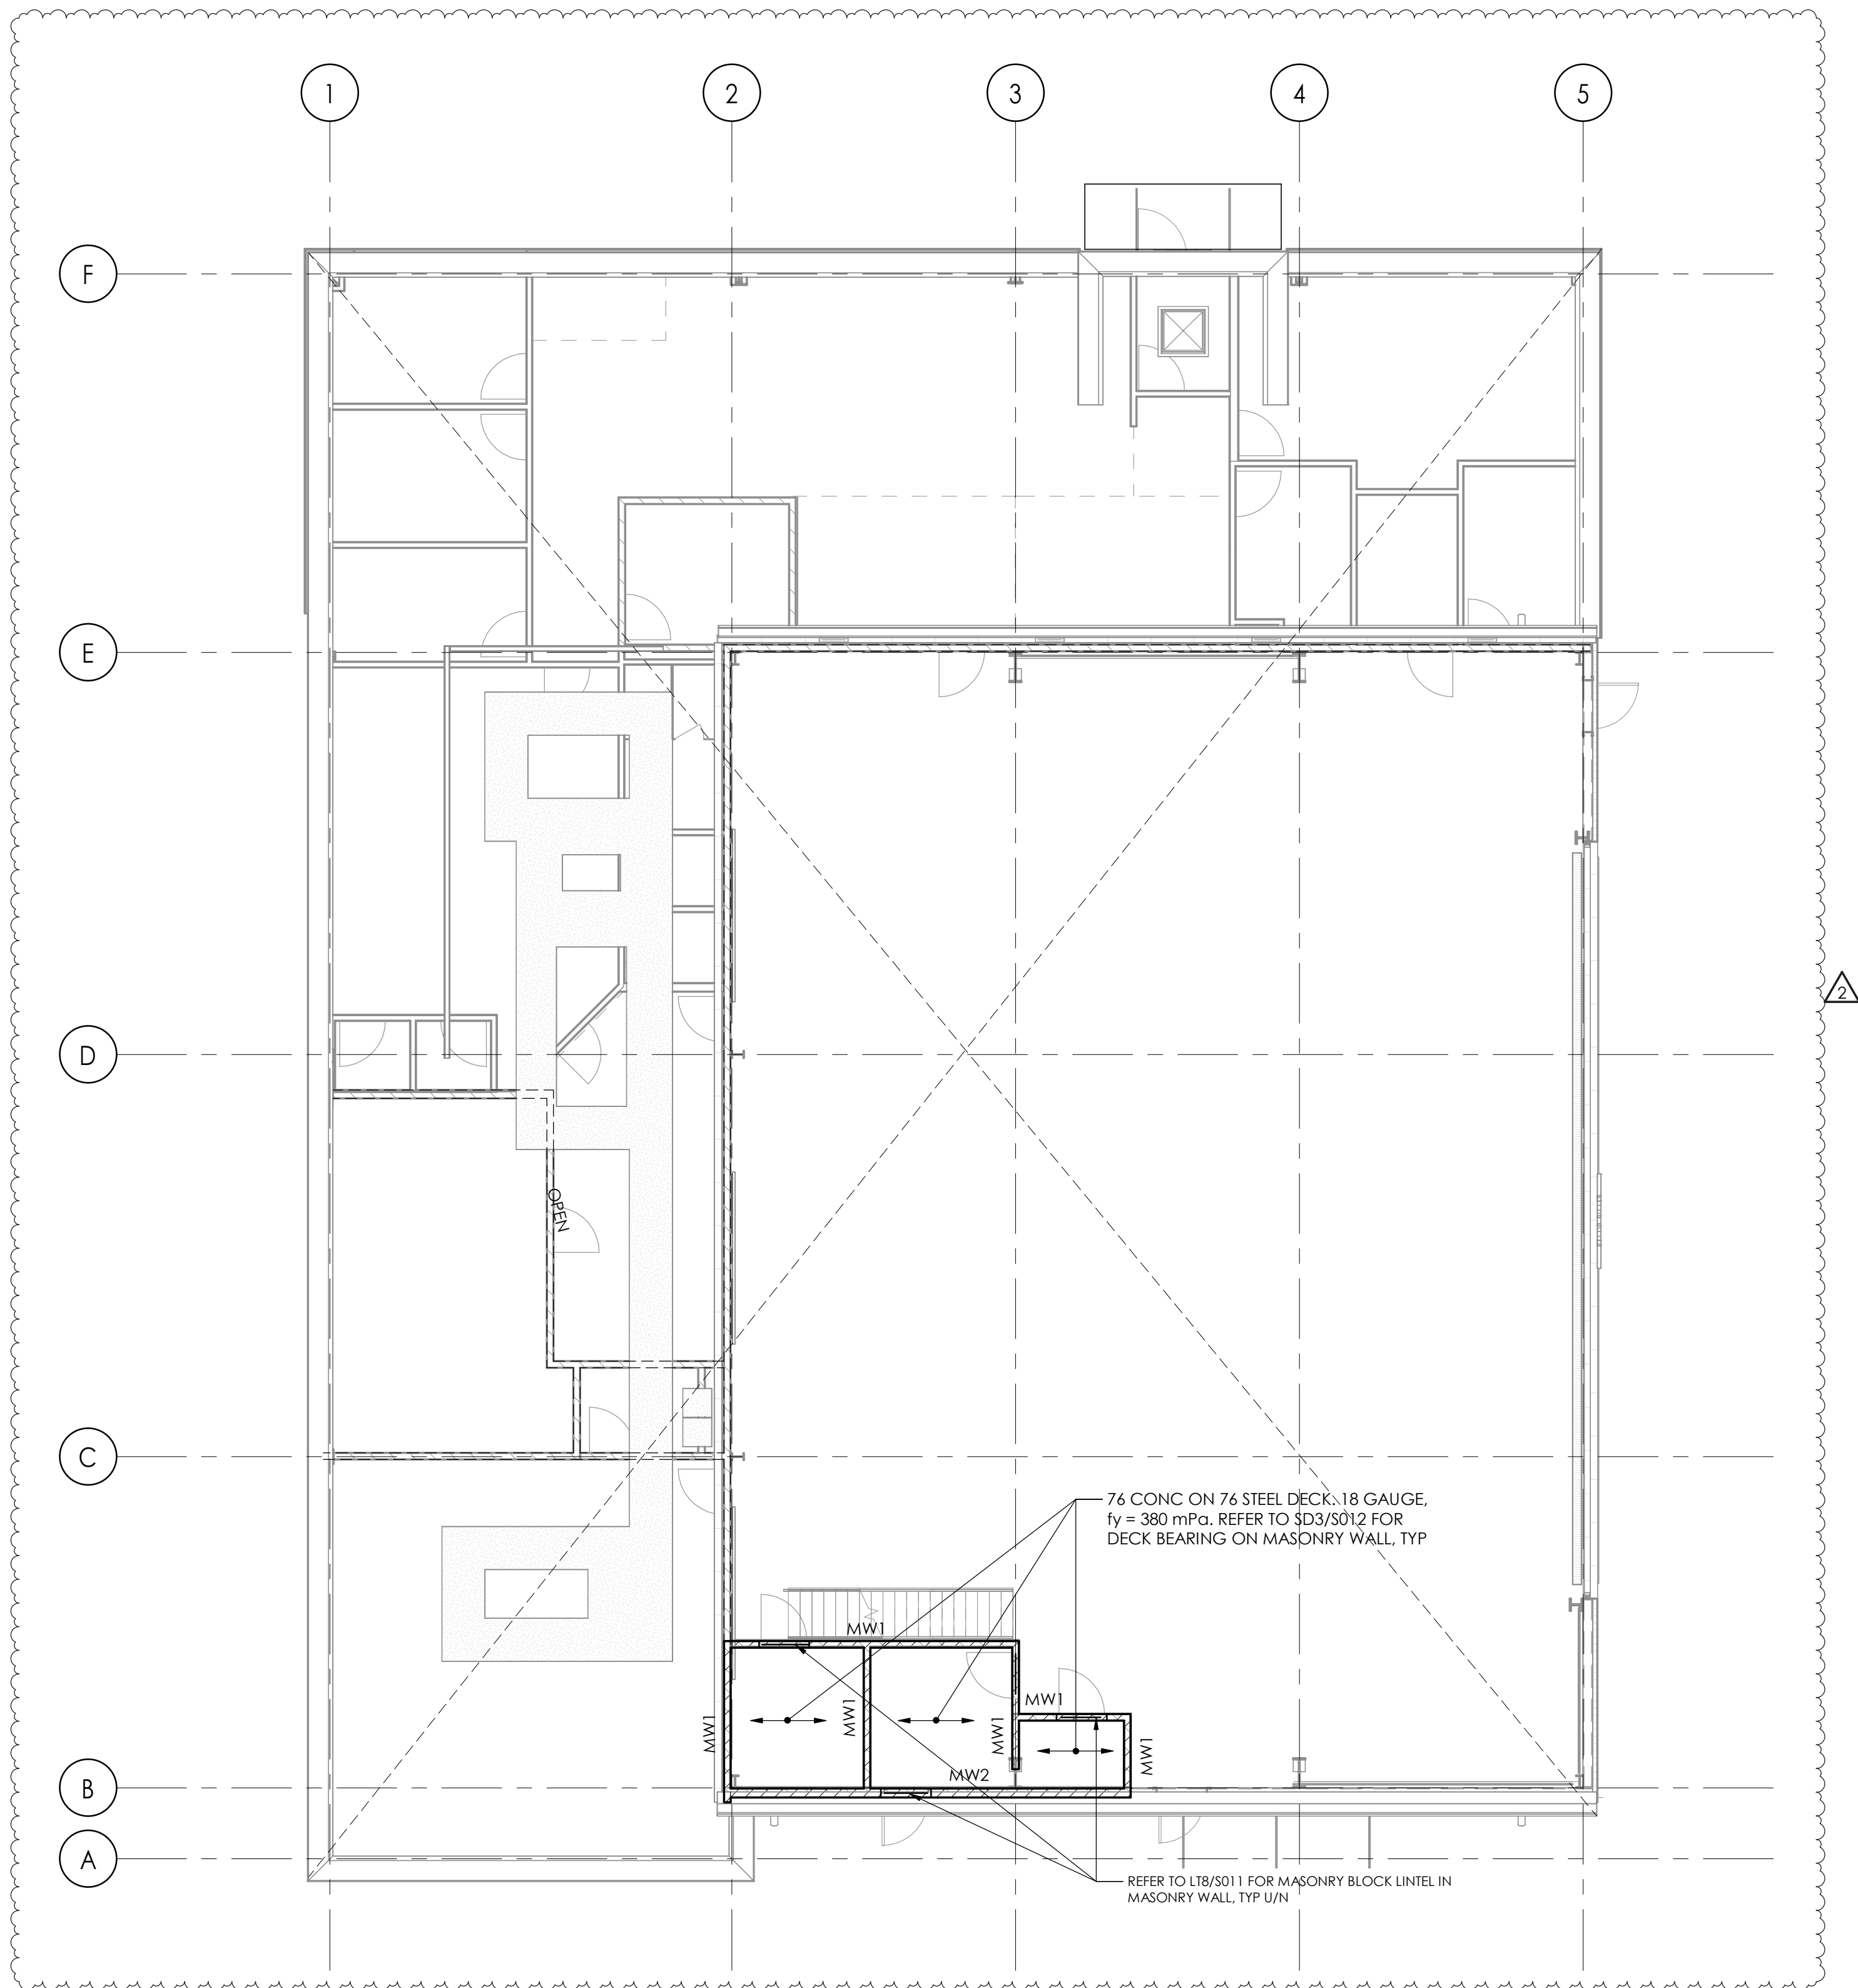 1
2
3
4
5
F
E
2
D
OPEN
C
76 CONC ON 76 STEEL DECK. 18 GAUGE,
fy = 380 mPa. REFER TO SD3/S012 FOR
DECK BEARING ON MASONRY WALL, TYP
MW1
MW1
MW1
MW1
MW1
MW1
MW2
B
A
REFER TO LT8/S011 FOR MASONRY BLOCK LINTEL IN
MASONRY WALL, TYP U/N